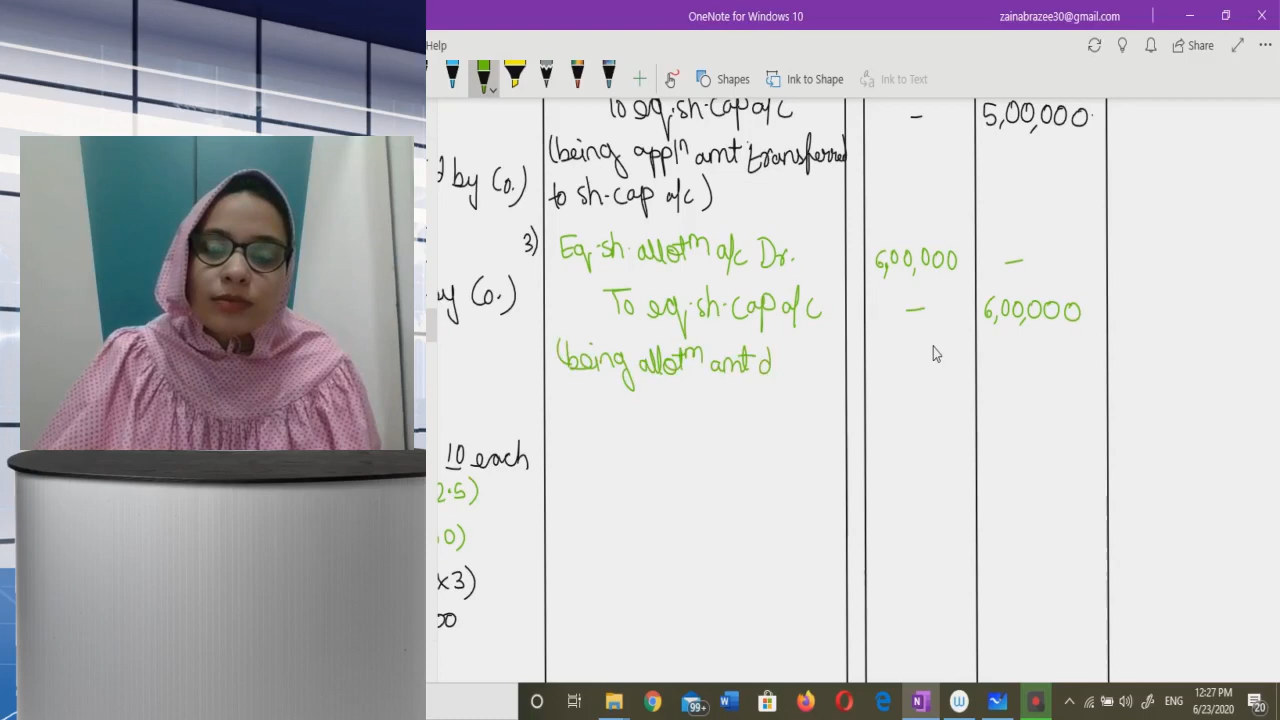 OneNote for Windows 10
zainabrazee30@gmail.com
Help
Share
Shapes
Ink to Shape
Ink to Text
To eq.sh.cap a/c - 5,00,000
(being appln amt transferred
by Co.)
to sh.cap a/c)
3) Eq.sh.allotm a/c Dr. 6,00,000 -
by Co.)
To eq.sh.cap a/c - 6,00,000
(being allotm amt d
10 each
2.5)
0)
x3)
00
99+
W
N
W
ENG
12:27 PM
6/23/2020
20